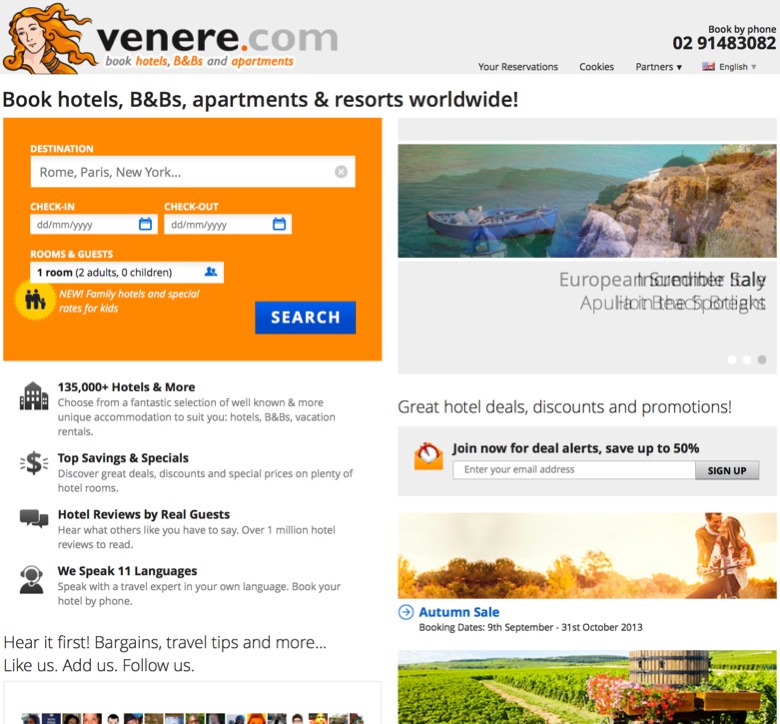 venere.com
book hotels, B&Bs and apartments
Book by phone
02 91483082
Your Reservations Cookies Partners ▾ English ▾
Book hotels, B&Bs, apartments & resorts worldwide!
DESTINATION
Rome, Paris, New York...
CHECK-IN CHECK-OUT
dd/mm/yyyy dd/mm/yyyy
ROOMS & GUESTS
1 room (2 adults, 0 children)
NEW! Family hotels and special
rates for kids
SEARCH
European Summer Sale
Hot Beach Breaks
Incredible Italy
Apulia in the Spotlight
135,000+ Hotels & More
Choose from a fantastic selection of well known & more
unique accommodation to suit you: hotels, B&Bs, vacation
rentals.
Top Savings & Specials
Discover great deals, discounts and special prices on plenty of
hotel rooms.
Hotel Reviews by Real Guests
Hear what others like you have to say. Over 1 million hotel
reviews to read.
We Speak 11 Languages
Speak with a travel expert in your own language. Book your
hotel by phone.
Hear it first! Bargains, travel tips and more...
Like us. Add us. Follow us.
Great hotel deals, discounts and promotions!
Join now for deal alerts, save up to 50%
Enter your email address SIGN UP
Autumn Sale
Booking Dates: 9th September - 31st October 2013